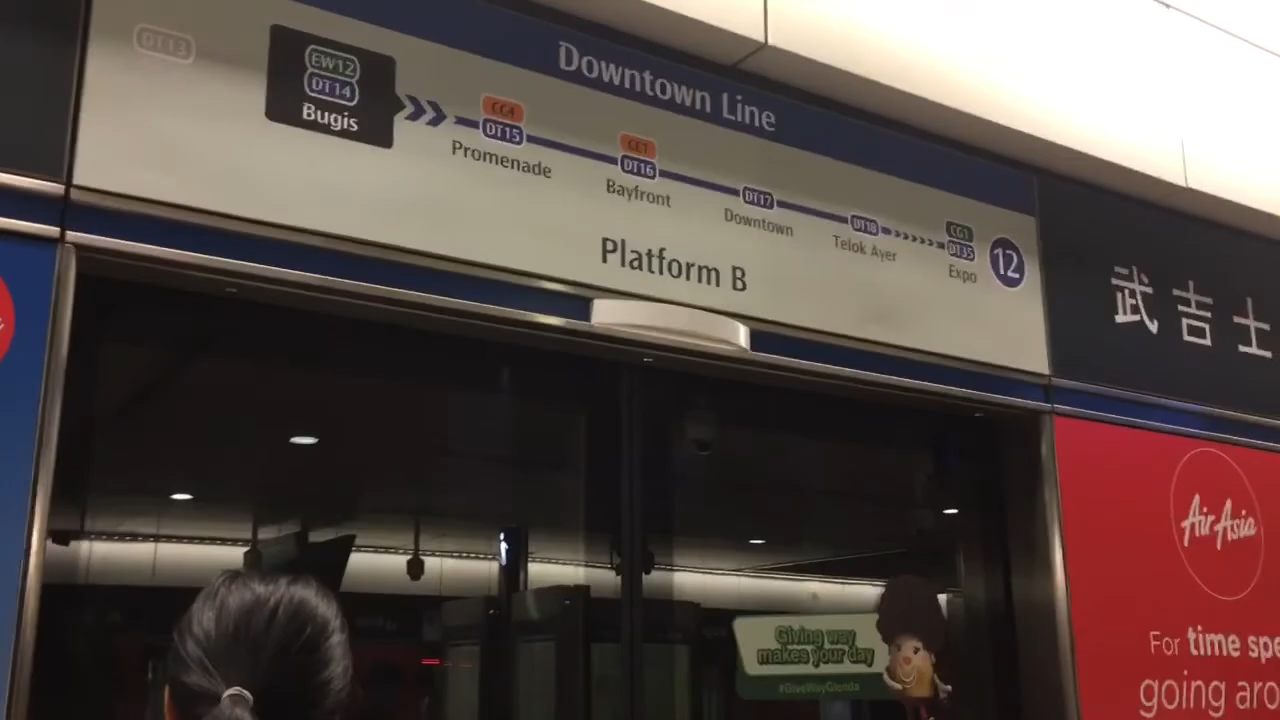 Downtown Line
DT13
EW12
DT14
Bugis
CC4
DT15
Promenade
CE1
DT16
Bayfront
DT17
Downtown
DT18
Telok Ayer
CG1
DT35
Expo
12
Platform B
武吉士
AirAsia
For time spe
going aro
Giving way
makes your day
#GiveWayGlenda